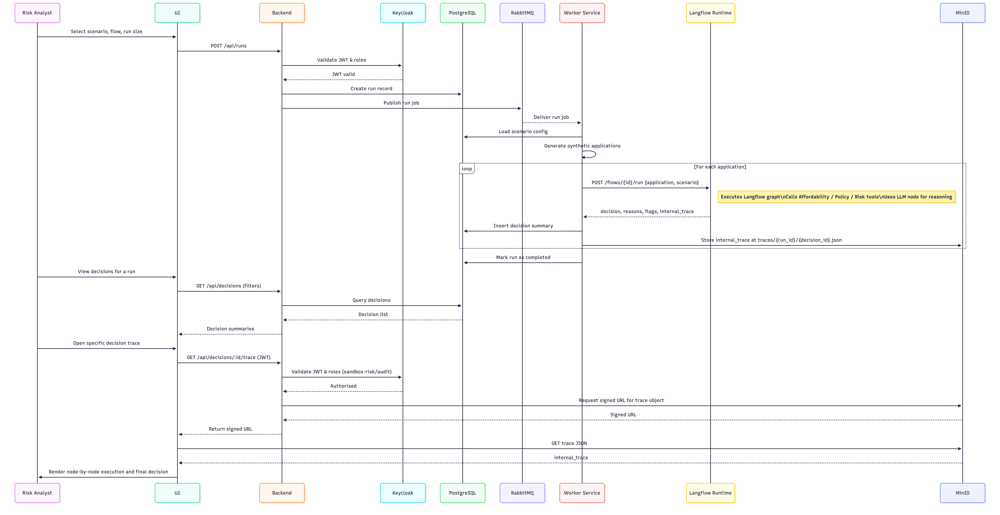 Risk Analyst
UI
Backend
Keycloak
PostgreSQL
RabbitMQ
Worker Service
Langflow Runtime
MinIO
Select scenario, flow, run size
POST /api/runs
Validate JWT & roles
JWT valid
Create run record
Publish run job
Deliver run job
Load scenario config
Generate synthetic applications
loop
[For each application]
POST /flows/{id}/run {application, scenario}
Executes Langflow graph\nCalls Affordability / Policy / Risk tools\nUses LLM node for reasoning
decision, reasons, flags, internal_trace
Insert decision summary
Store internal_trace at traces/{run_id}/{decision_id}.json
Mark run as completed
View decisions for a run
GET /api/decisions (filters)
Query decisions
Decision list
Decision summaries
Open specific decision trace
GET /api/decisions/:id/trace (JWT)
Validate JWT & roles (sandbox-risk/audit)
Authorised
Request signed URL for trace object
Signed URL
Return signed URL
GET trace JSON
internal_trace
Render node-by-node execution and final decision
Risk Analyst
UI
Backend
Keycloak
PostgreSQL
RabbitMQ
Worker Service
Langflow Runtime
MinIO